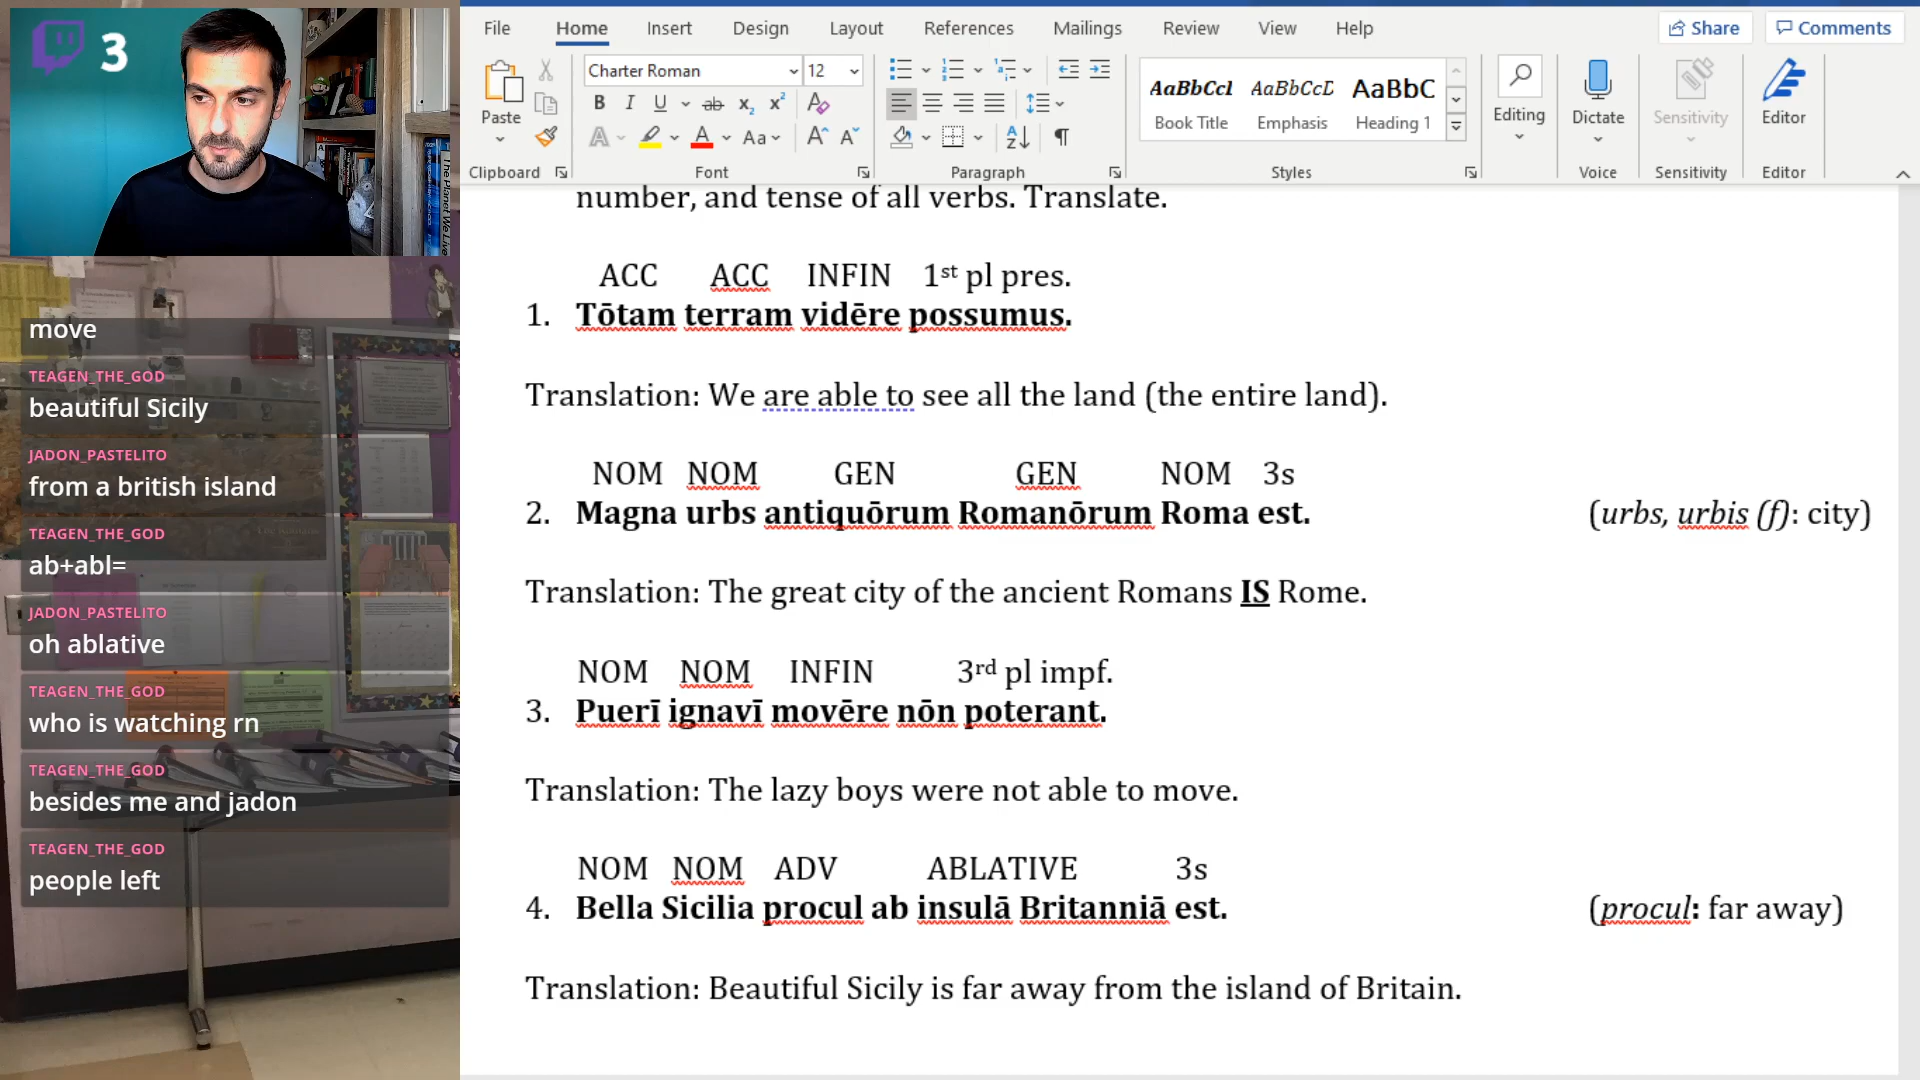 3
move
TEAGEN_THE_GOD
beautiful Sicily
JADON_PASTELITO
from a british island
TEAGEN_THE_GOD
ab+abl=
JADON_PASTELITO
oh ablative
TEAGEN_THE_GOD
who is watching rn
TEAGEN_THE_GOD
besides me and jadon
TEAGEN_THE_GOD
people left
File Home Insert Design Layout References Mailings Review View Help Share Comments
Charter Roman 12
Paste
Clipboard Font Paragraph
AaBbCcI AaBbCcD AaBbC
Book Title Emphasis Heading 1
Styles
Editing
Dictate
Voice
Sensitivity
Sensitivity
Editor
Editor
number, and tense of all verbs. Translate.
ACC ACC INFIN 1st pl pres.
1. Tōtam terram vidēre possumus.
Translation: We are able to see all the land (the entire land).
NOM NOM GEN GEN NOM 3s
2. Magna urbs antiquōrum Romanōrum Roma est. (urbs, urbis (f): city)
Translation: The great city of the ancient Romans IS Rome.
NOM NOM INFIN 3rd pl impf.
3. Puerī ignavī movēre nōn poterant.
Translation: The lazy boys were not able to move.
NOM NOM ADV ABLATIVE 3s
4. Bella Sicilia procul ab insulā Britanniā est. (procul: far away)
Translation: Beautiful Sicily is far away from the island of Britain.